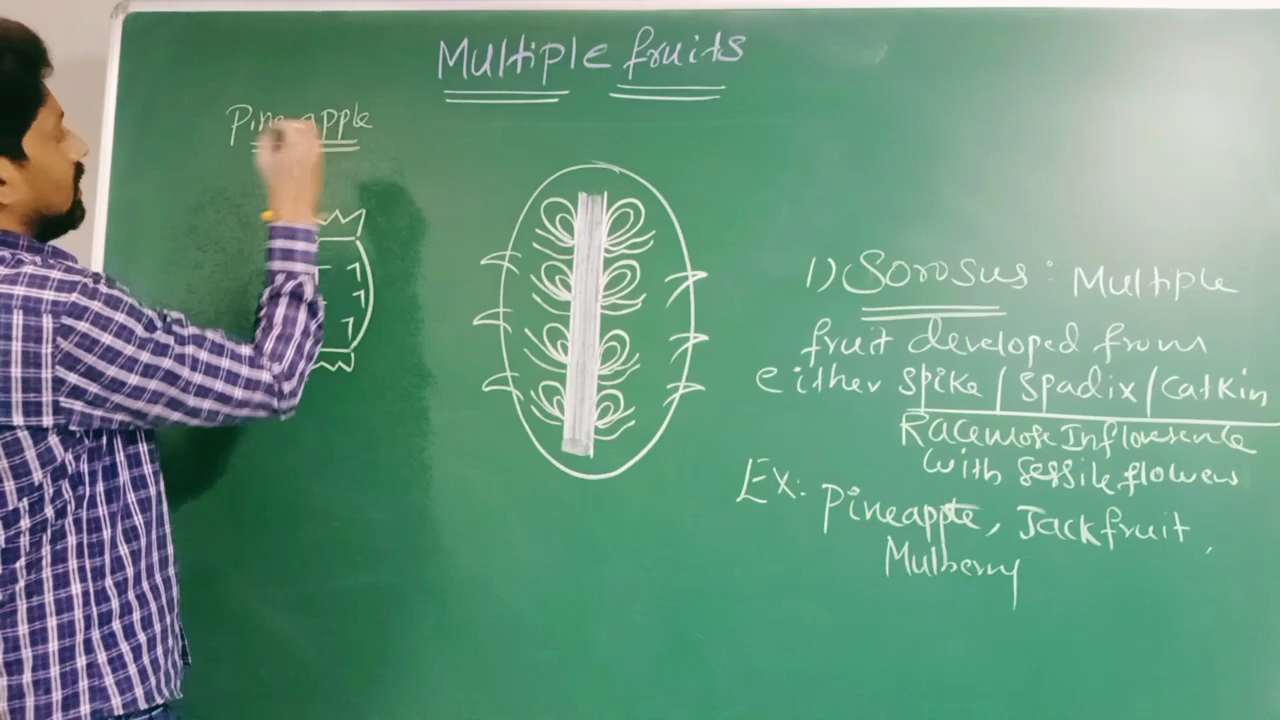 Multiple fruits
Pineapple
1) Sorosus : Multiple
fruit developed from
either spike / spadix / catkin
Racemose Inflorescence
with sessile flowers
Ex: Pineapple, Jackfruit,
Mulberry